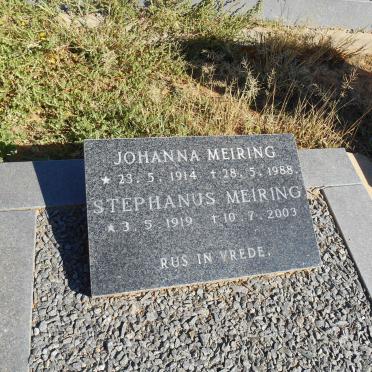 JOHANNA MEIRING
★ 23. 5. 1914 † 28. 5. 1988
STEPHANUS MEIRING
★ 3. 5 1919 † 10. 7. 2003
RUS IN VREDE.